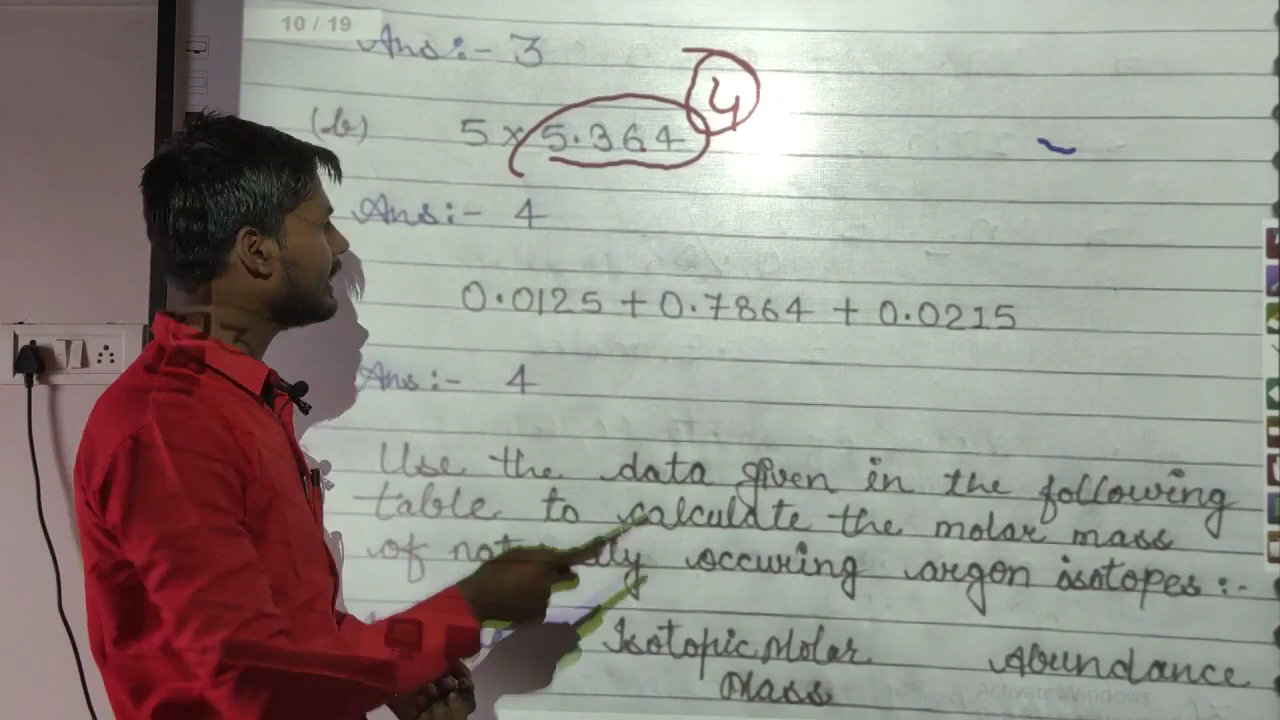 10 / 19
Ans:- 3
4
(b) 5 x 5.364
Ans:- 4
0.0125 + 0.7864 + 0.0215
Ans:- 4
Use the data given in the following
table to calculate the molar mass
of occuring argon isotopes:-
Isotopic Molar Abundance
Mass
Activate Windows